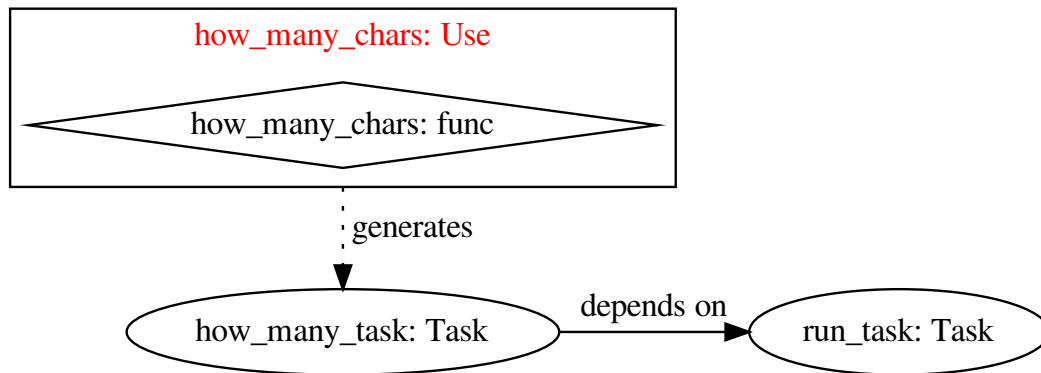 how_many_chars: Use
how_many_chars: func
generates
how_many_task: Task
depends on
run_task: Task